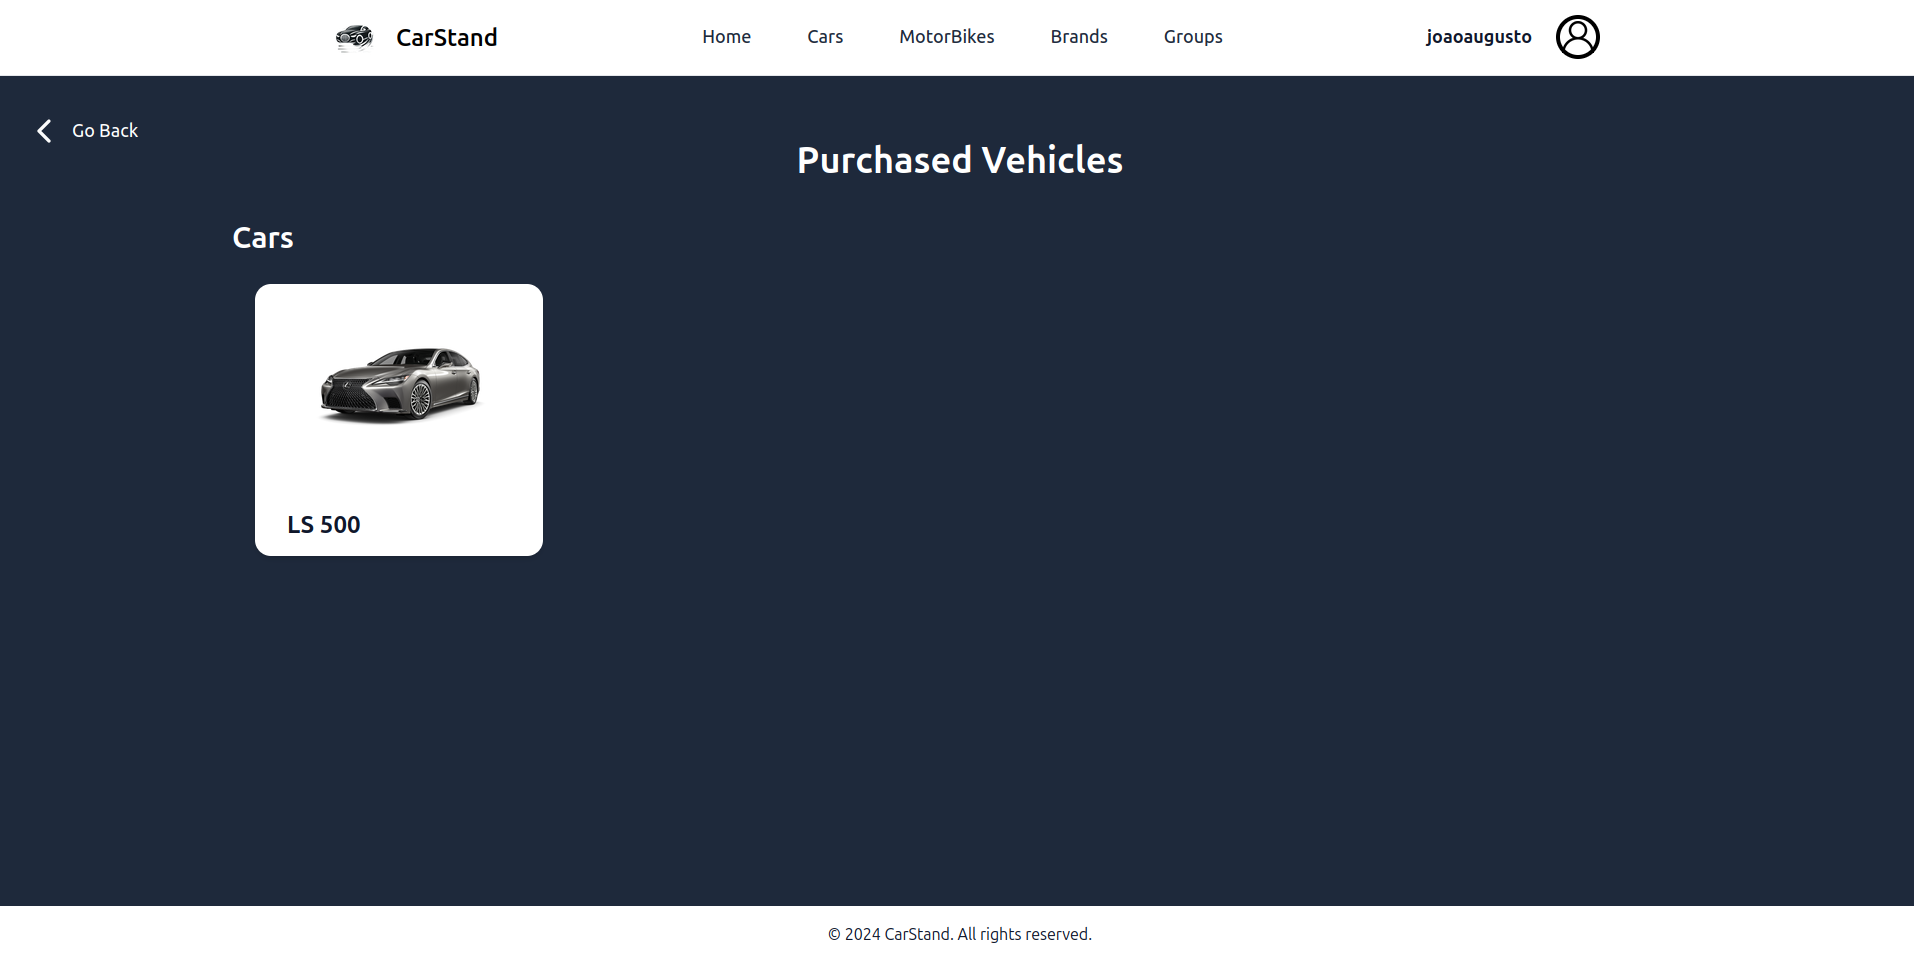 CarStand
Home
Cars
MotorBikes
Brands
Groups
joaoaugusto
Go Back
Purchased Vehicles
Cars
LS 500
© 2024 CarStand. All rights reserved.